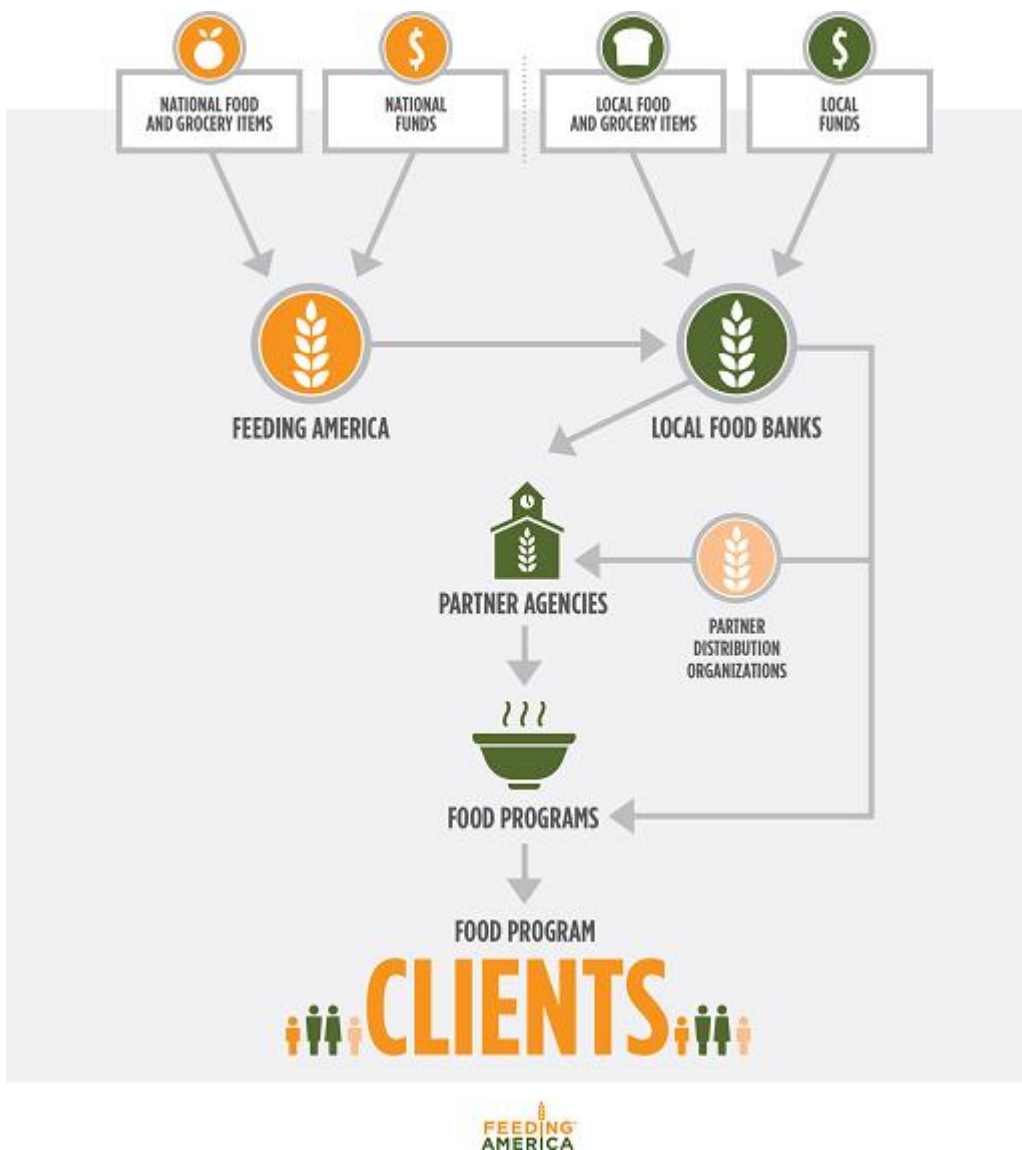 NATIONAL FOOD
AND GROCERY ITEMS
NATIONAL
FUNDS
LOCAL FOOD
AND GROCERY ITEMS
LOCAL
FUNDS
FEEDING AMERICA
LOCAL FOOD BANKS
PARTNER AGENCIES
PARTNER
DISTRIBUTION
ORGANIZATIONS
FOOD PROGRAMS
FOOD PROGRAM
CLIENTS
FEEDING
AMERICA